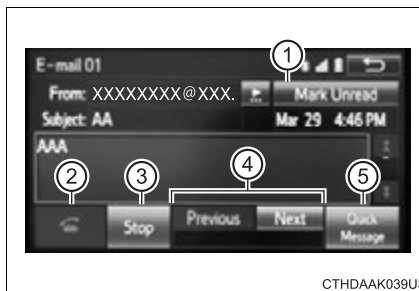 1
E-mail 01
From: XXXXXXXX@XXX. Mark Unread
Subject: AA Mar 29 4:46 PM
AAA
2 3 4 5
Stop Previous Next Quick Message
CTHDAAK039U